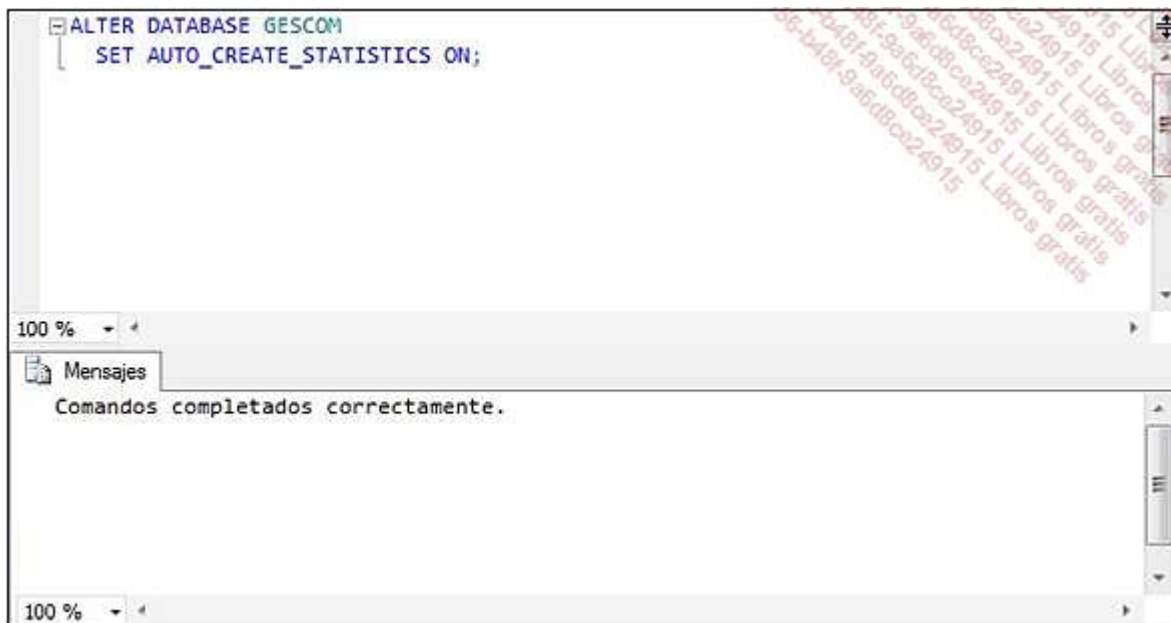 ALTER DATABASE GESCOM
SET AUTO_CREATE_STATISTICS ON;
100 %
Mensajes
Comandos completados correctamente.
100 %